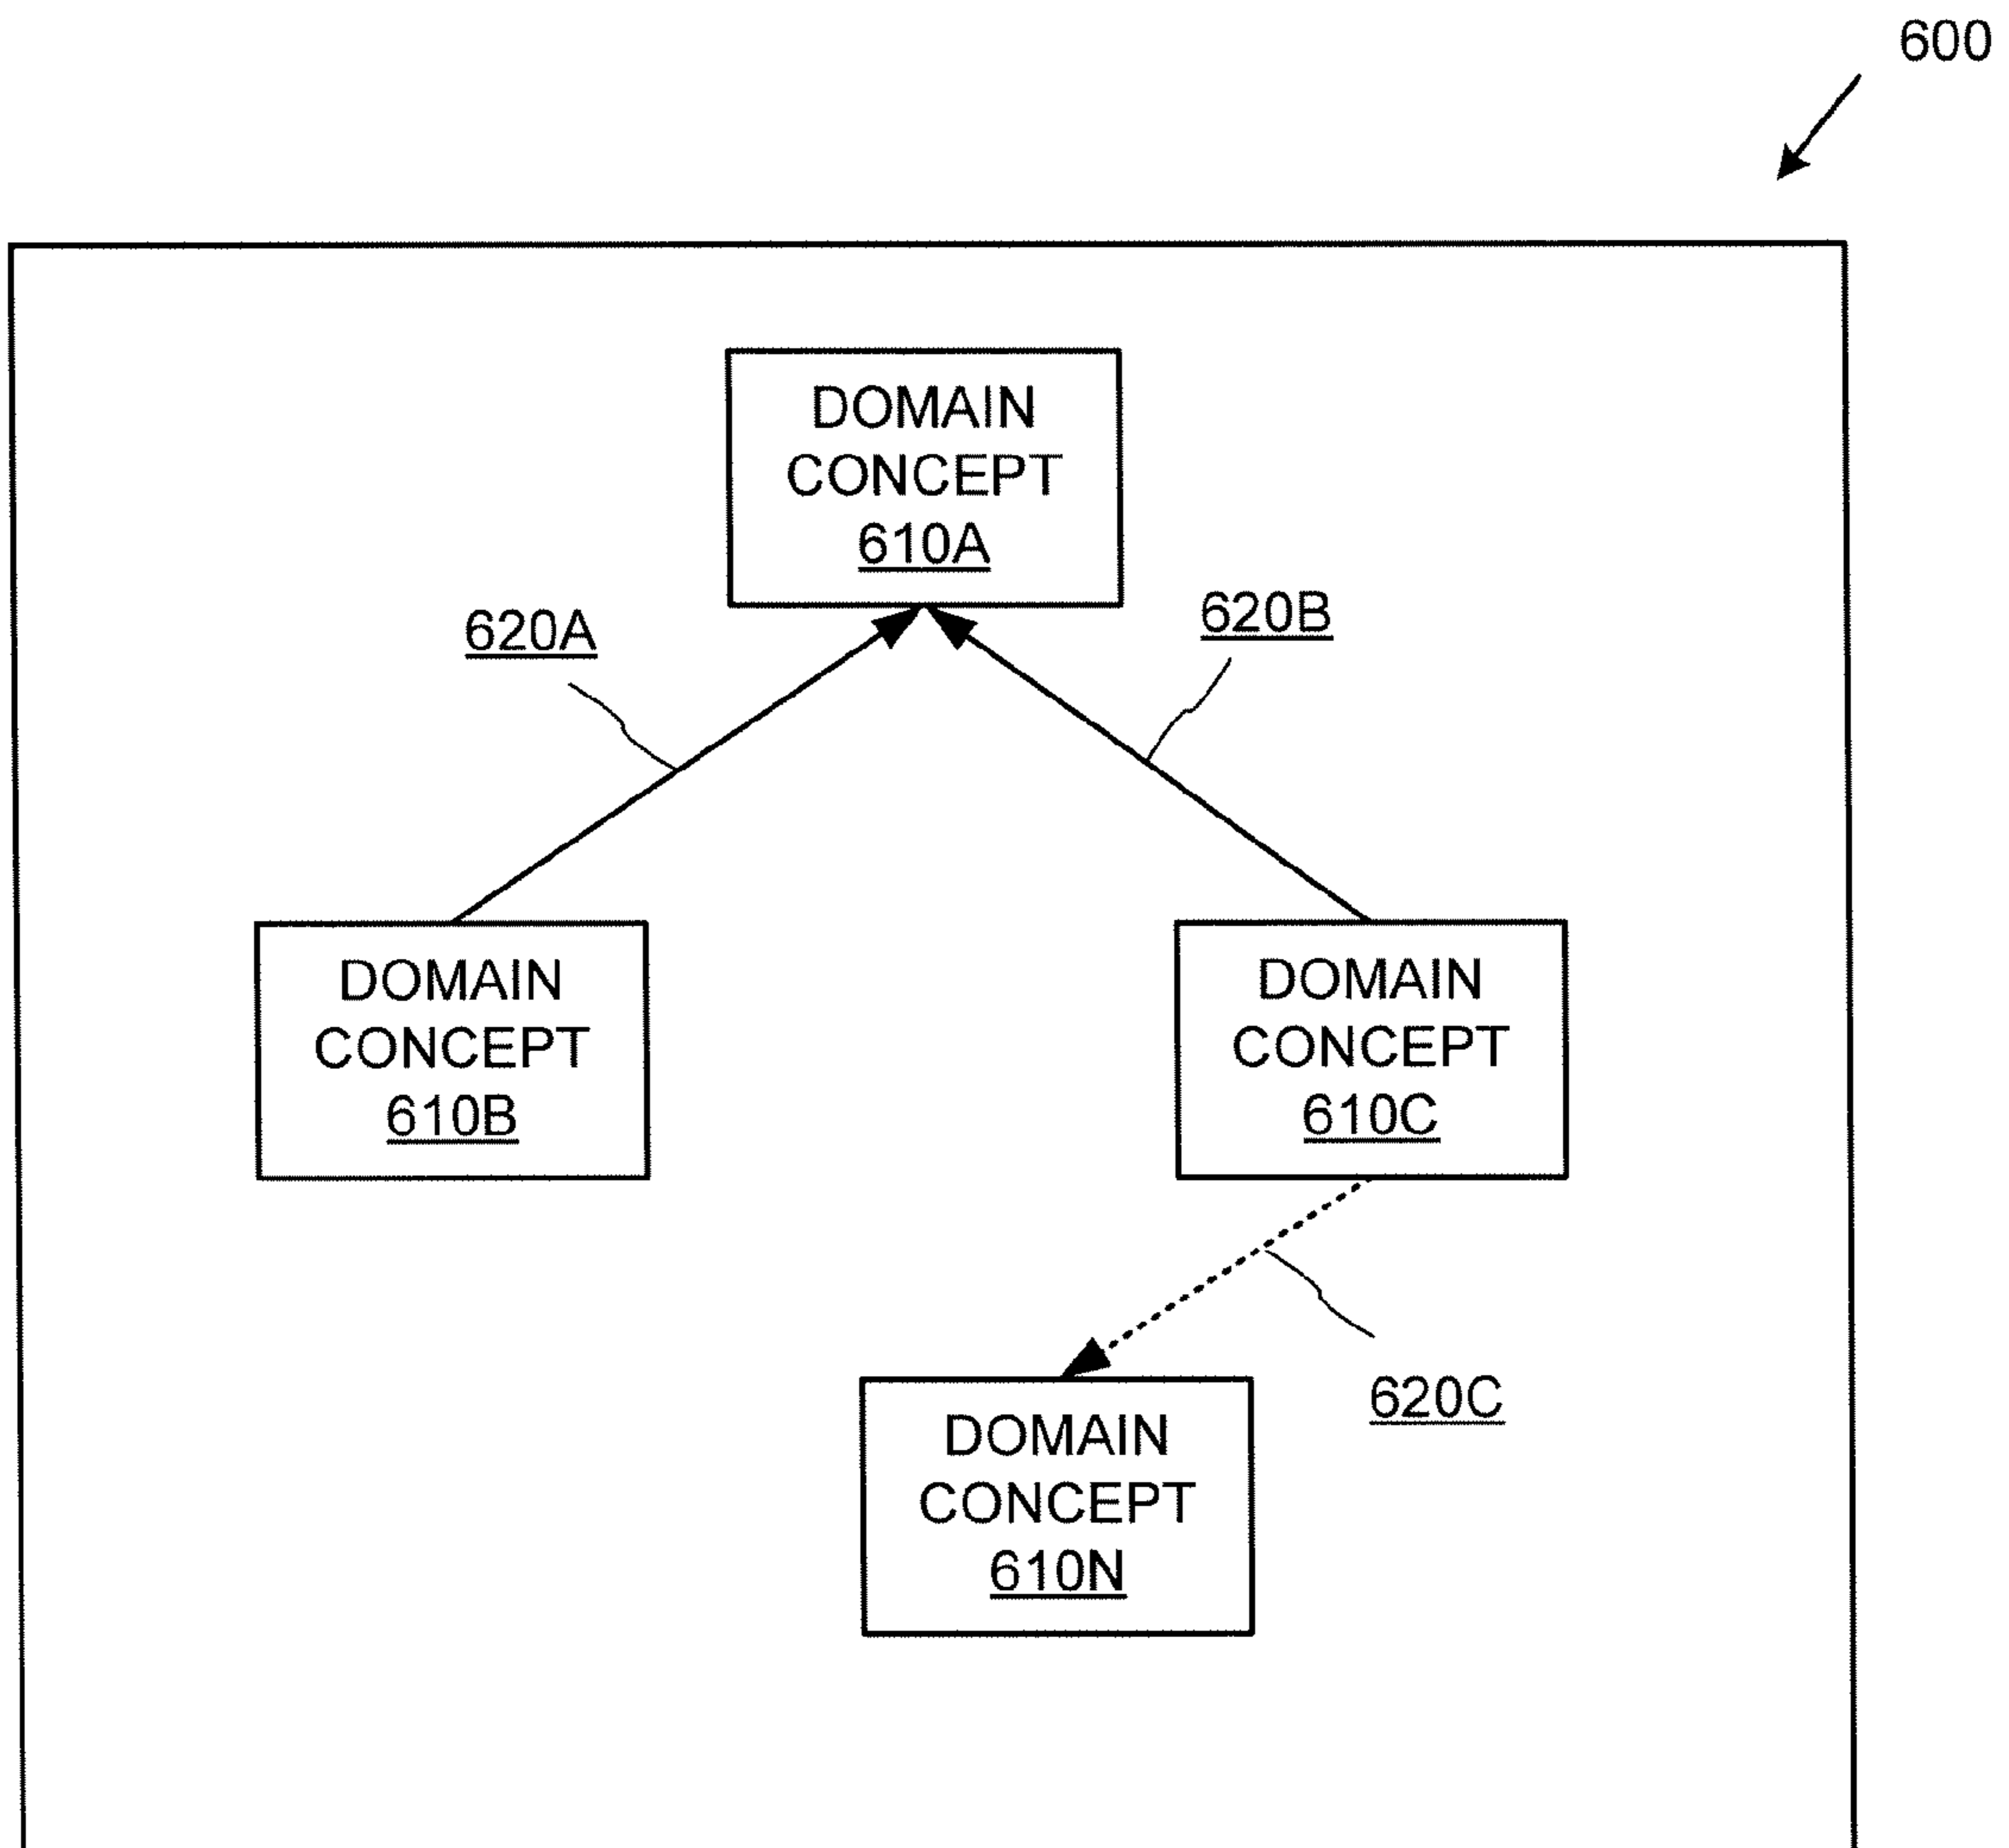 600
DOMAIN
CONCEPT
610A
620A
620B
DOMAIN
CONCEPT
610B
DOMAIN
CONCEPT
610C
620C
DOMAIN
CONCEPT
610N